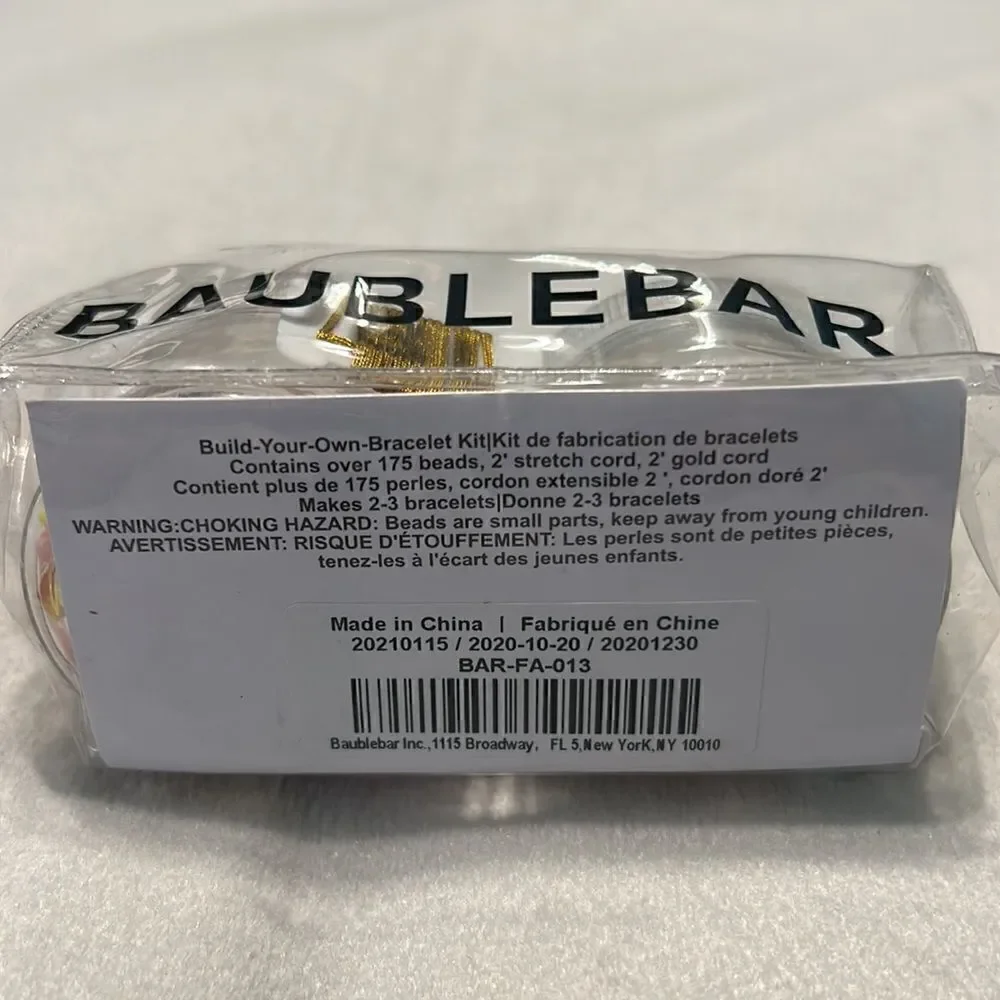 BAUBLEBAR
Build-Your-Own-Bracelet Kit|Kit de fabrication de bracelets
Contains over 175 beads, 2' stretch cord, 2' gold cord
Contient plus de 175 perles, cordon extensible 2 ', cordon doré 2'
Makes 2-3 bracelets|Donne 2-3 bracelets
WARNING:CHOKING HAZARD: Beads are small parts, keep away from young children.
AVERTISSEMENT: RISQUE D'ÉTOUFFEMENT: Les perles sont de petites pièces,
tenez-les à l'écart des jeunes enfants.
Made in China | Fabriqué en Chine
20210115 / 2020-10-20 / 20201230
BAR-FA-013
Baublebar Inc.,1115 Broadway, FL 5,New YorK,NY 10010